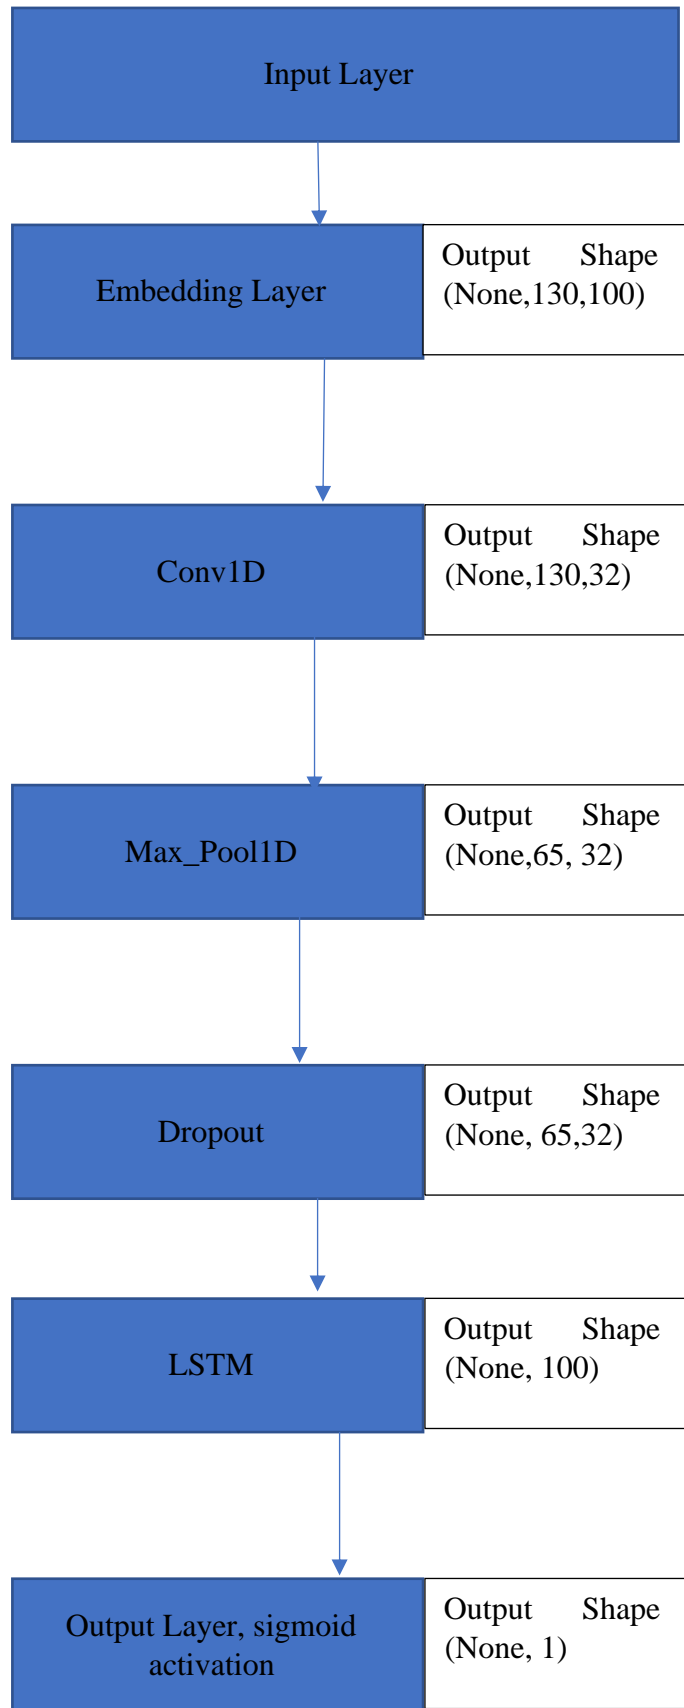 Input Layer
Embedding Layer
Output Shape
(None,130,100)
Conv1D
Output Shape
(None,130,32)
Max_Pool1D
Output Shape
(None,65, 32)
Dropout
Output Shape
(None, 65,32)
LSTM
Output Shape
(None, 100)
Output Layer, sigmoid
activation
Output Shape
(None, 1)